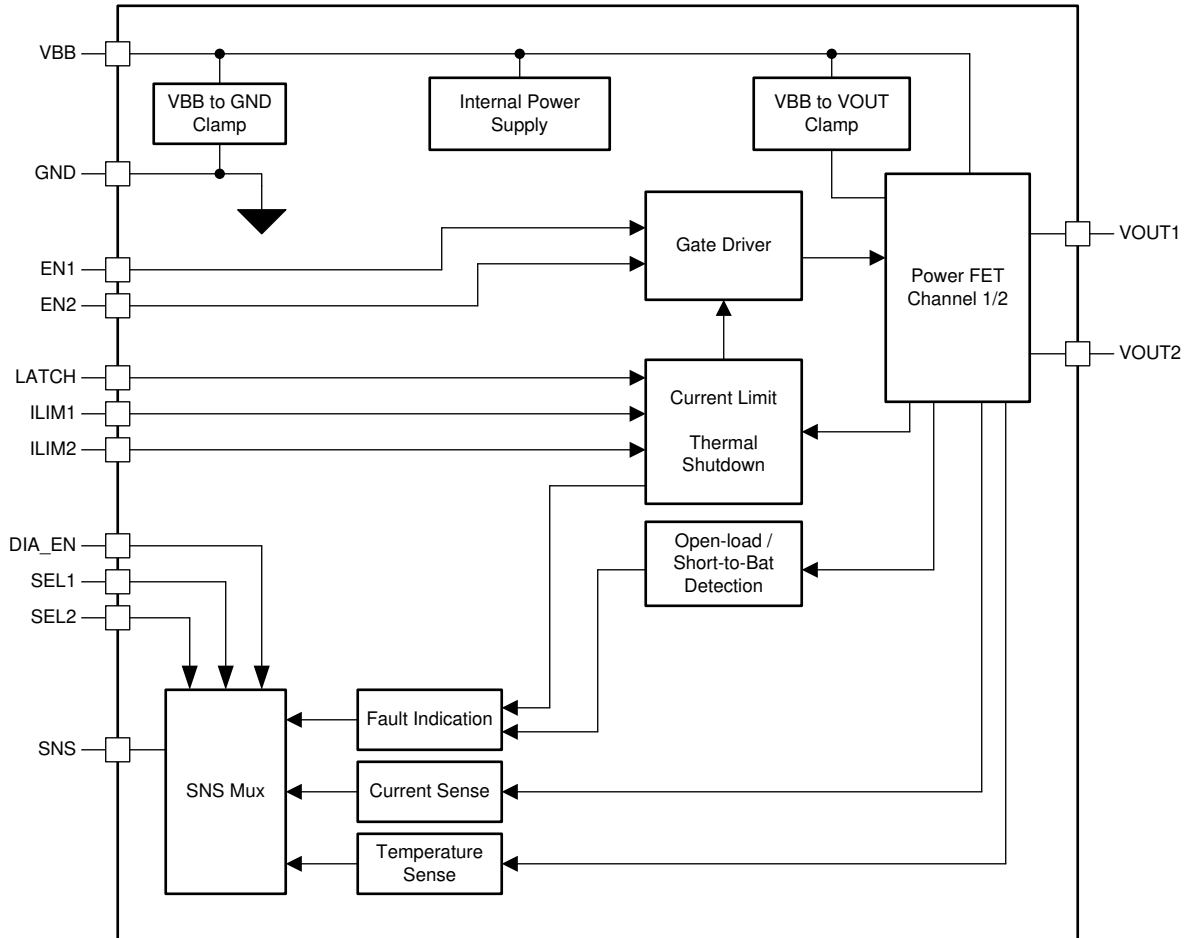 VBB
VBB to GND
Clamp
Internal Power
Supply
VBB to VOUT
Clamp
GND
Gate Driver
Power FET
Channel 1/2
VOUT1
VOUT2
EN1
EN2
LATCH
ILIM1
ILIM2
Current Limit
Thermal
Shutdown
DIA_EN
SEL1
SEL2
Open-load /
Short-to-Bat
Detection
SNS
SNS Mux
Fault Indication
Current Sense
Temperature
Sense